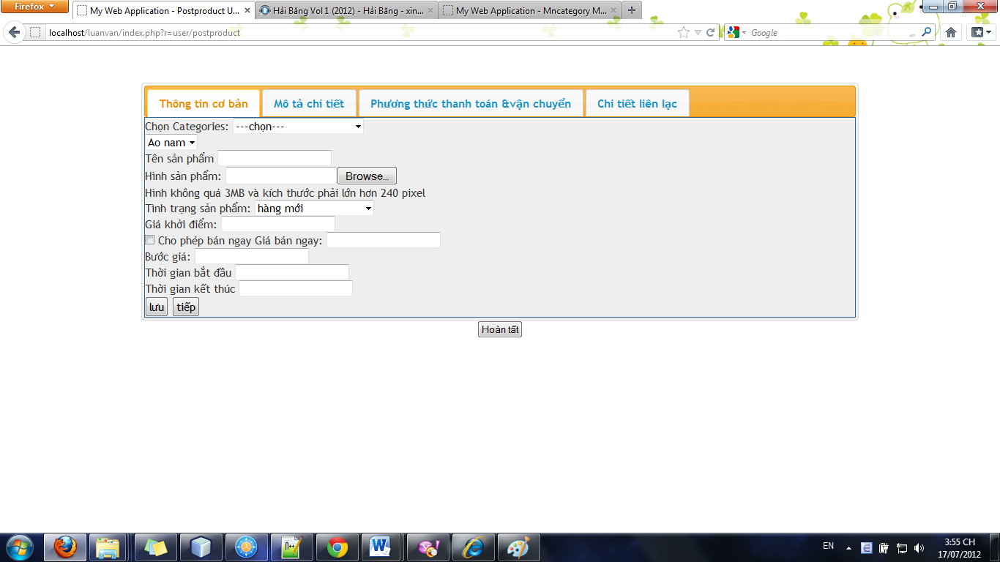 Firefox
My Web Application - Postproduct U...
Hải Băng Vol 1 (2012) - Hải Băng - xin...
My Web Application - Mncategory M...
localhost/luanvan/index.php?r=user/postproduct
Google
Thông tin cơ bản
Mô tả chi tiết
Phương thức thanh toán &vận chuyển
Chi tiết liên lạc
Chọn Categories: ---chọn---
Ao nam
Tên sản phẩm
Hình sản phẩm: Browse...
Hình không quá 3MB và kích thước phải lớn hơn 240 pixel
Tình trạng sản phẩm: hàng mới
Giá khởi điểm:
Cho phép bán ngay Giá bán ngay:
Bước giá:
Thời gian bắt đầu
Thời gian kết thúc
lưu tiếp
Hoàn tất
EN
3:55 CH
17/07/2012